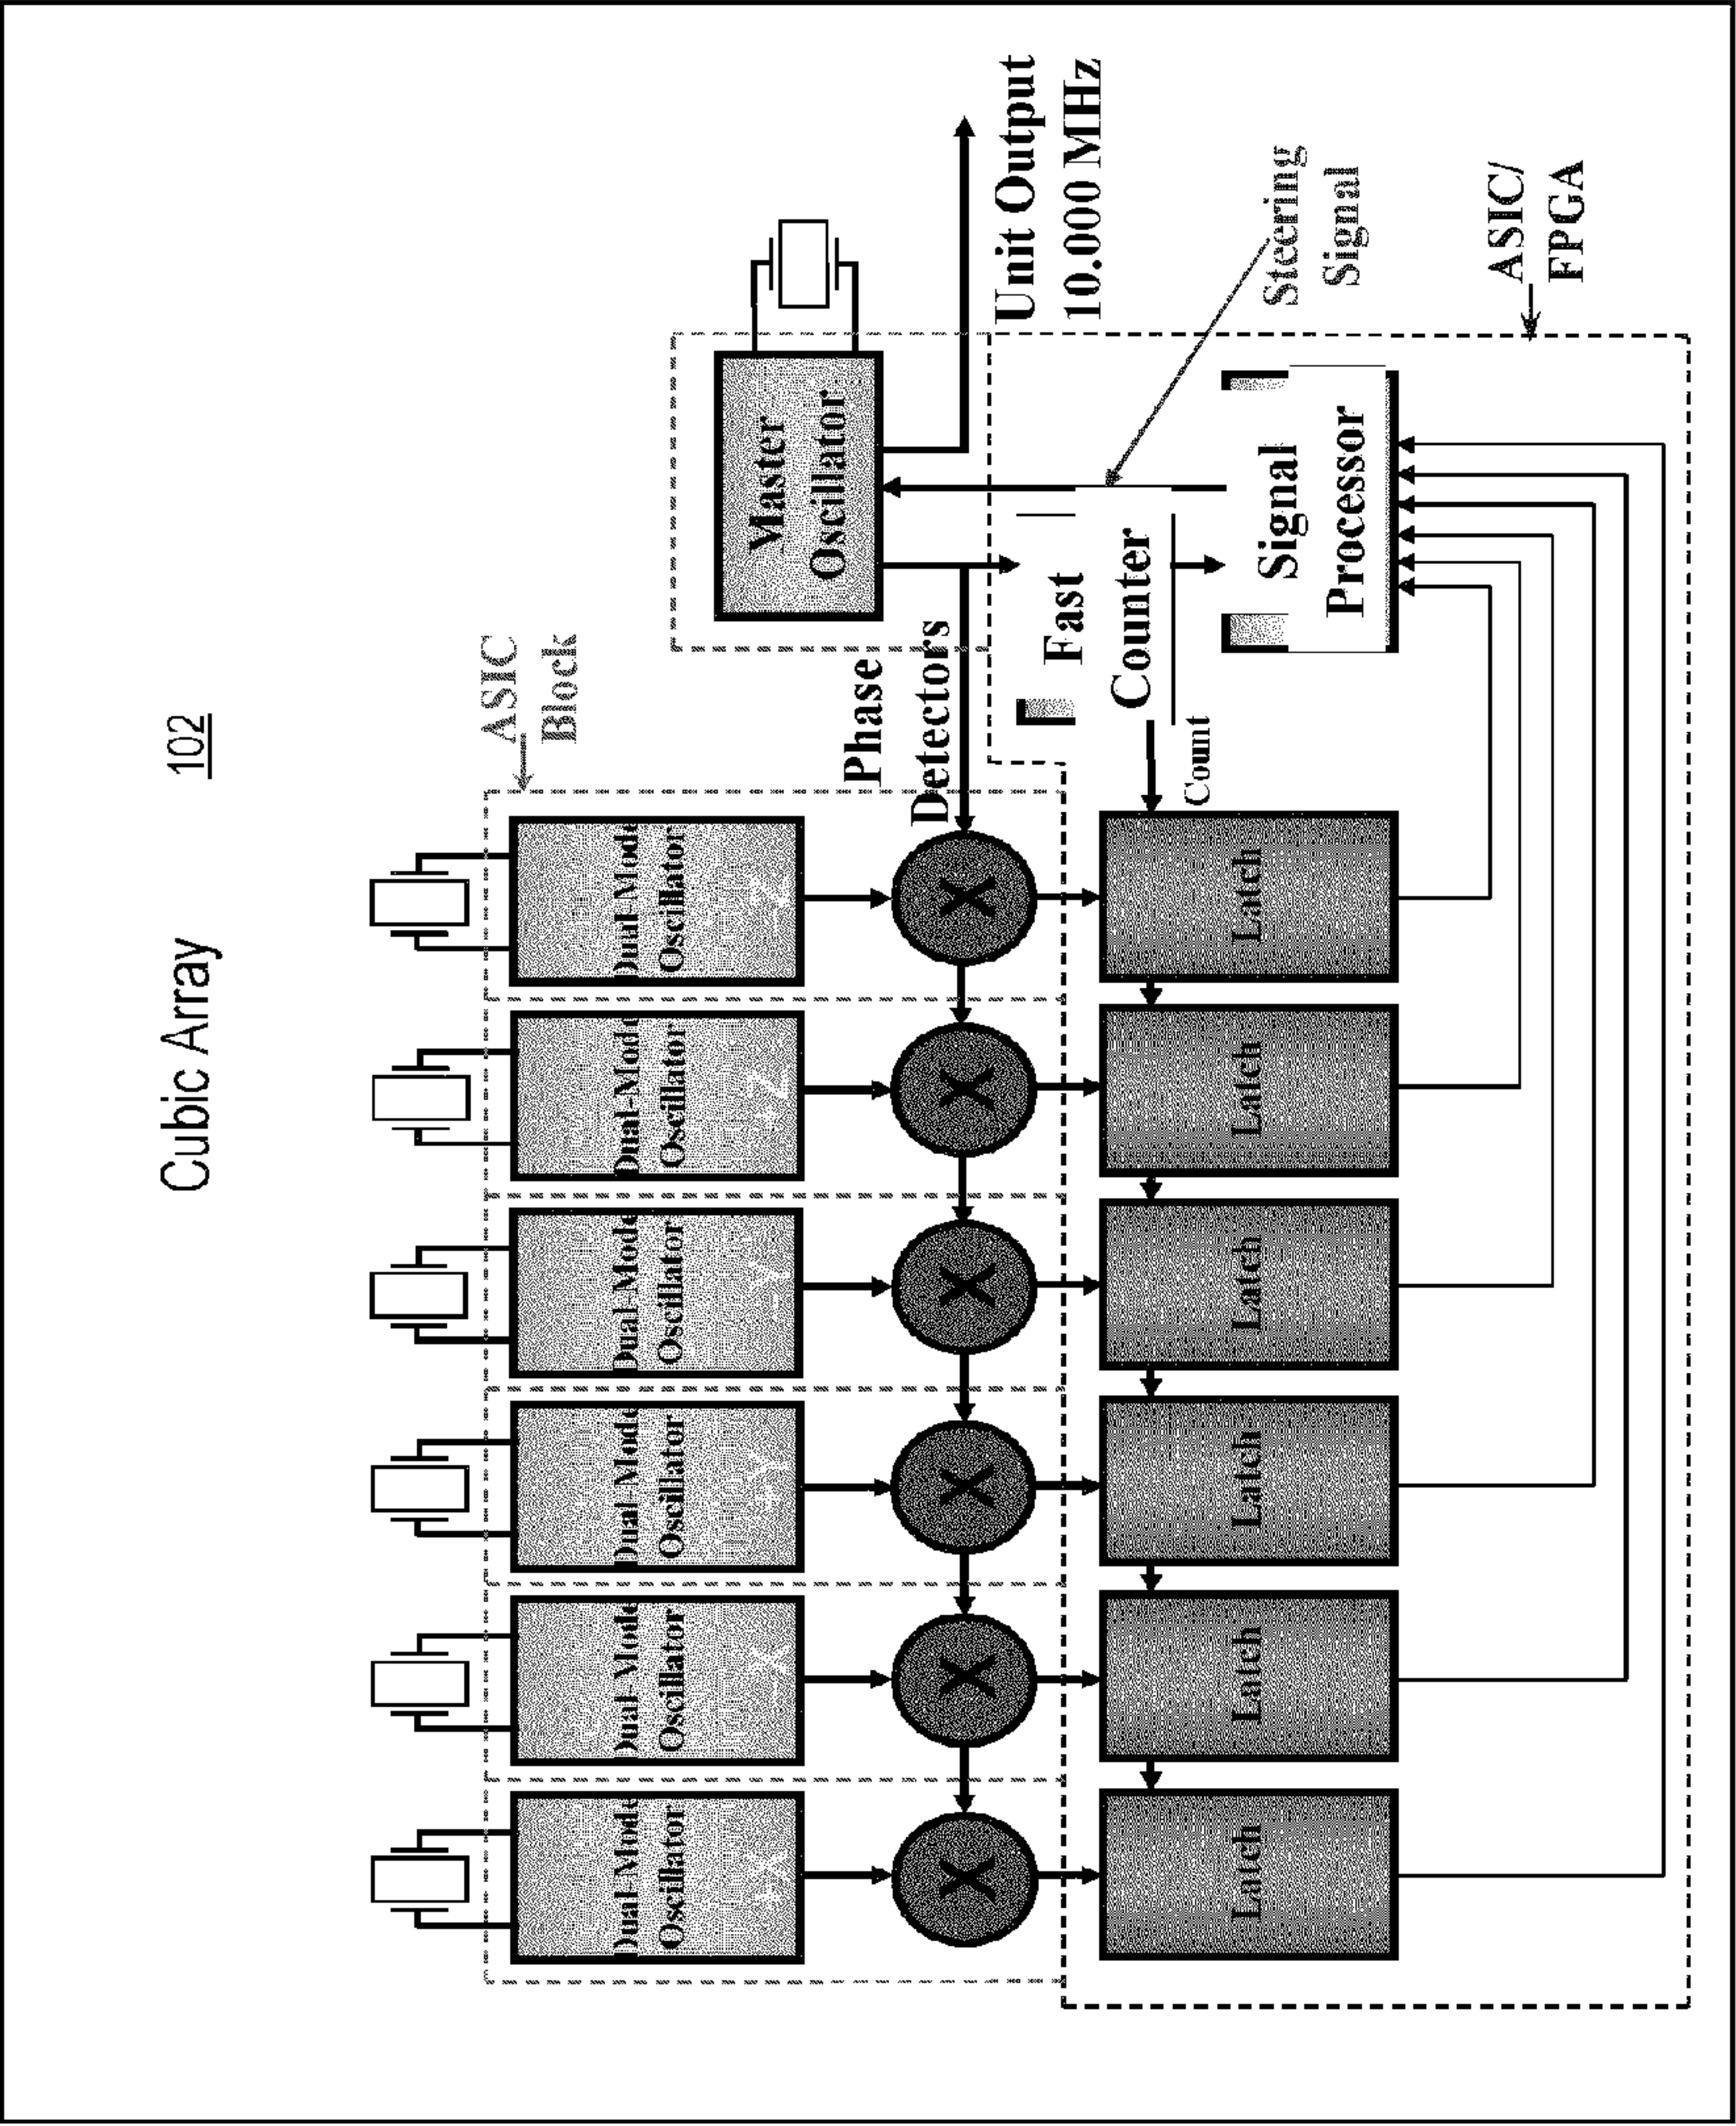 Cubic Array
102
ASIC
Block
Dual-Mode
Oscillator
+X
Dual-Mode
Oscillator
-X
Dual-Mode
Oscillator
+Y
Dual-Mode
Oscillator
-Y
Dual-Mode
Oscillator
+Z
Dual-Mode
Oscillator
-Z
Master
Oscillator
Phase
Detectors
X
X
X
X
X
X
Unit Output
10.000 MHz
Fast
Counter
Count
Steering
Signal
Latch
Latch
Latch
Latch
Latch
Latch
Signal
Processor
ASIC/
FPGA